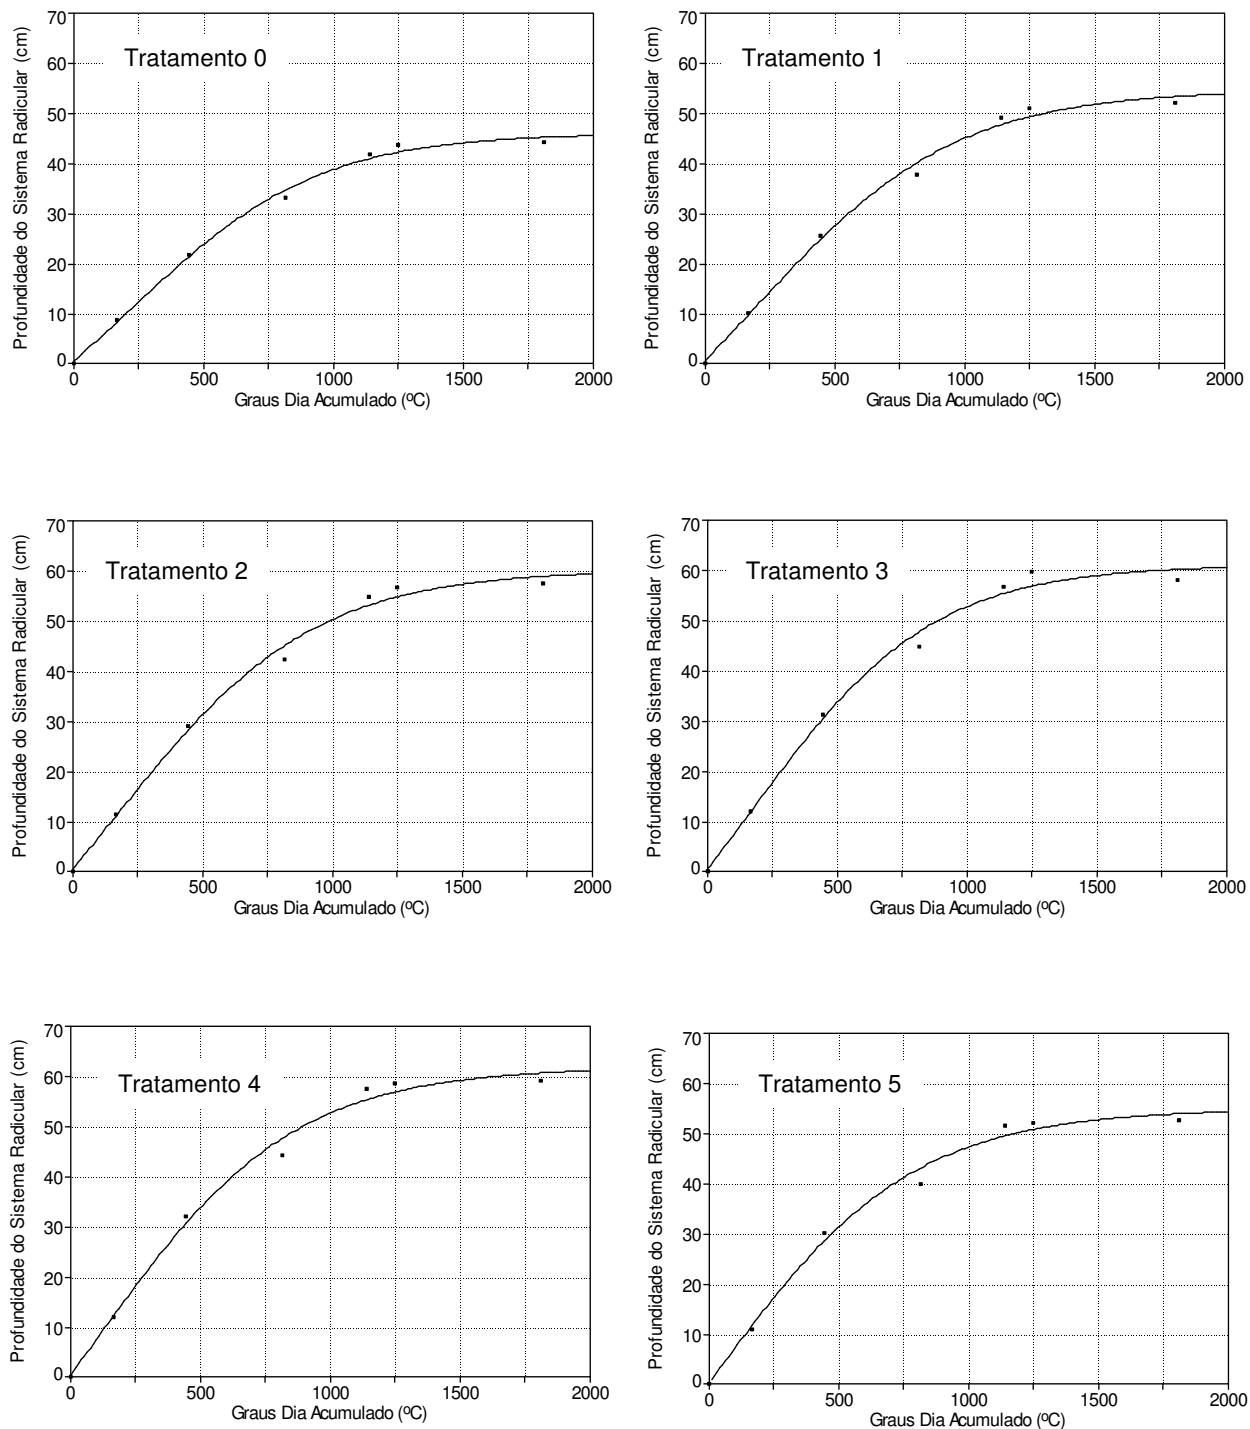 Profundidade do Sistema Radicular (cm)
70
60
50
40
30
20
10
0
Tratamento 0
0 500 1000 1500 2000
Graus Dia Acumulado (ºC)
Profundidade do Sistema Radicular (cm)
70
60
50
40
30
20
10
0
Tratamento 1
0 500 1000 1500 2000
Graus Dia Acumulado (ºC)
Profundidade do Sistema Radicular (cm)
70
60
50
40
30
20
10
0
Tratamento 2
0 500 1000 1500 2000
Graus Dia Acumulado (ºC)
Profundidade do Sistema Radicular (cm)
70
60
50
40
30
20
10
0
Tratamento 3
0 500 1000 1500 2000
Graus Dia Acumulado (ºC)
Profundidade do Sistema Radicular (cm)
70
60
50
40
30
20
10
0
Tratamento 4
0 500 1000 1500 2000
Graus Dia Acumulado (ºC)
Profundidade do Sistema Radicular (cm)
70
60
50
40
30
20
10
0
Tratamento 5
0 500 1000 1500 2000
Graus Dia Acumulado (ºC)